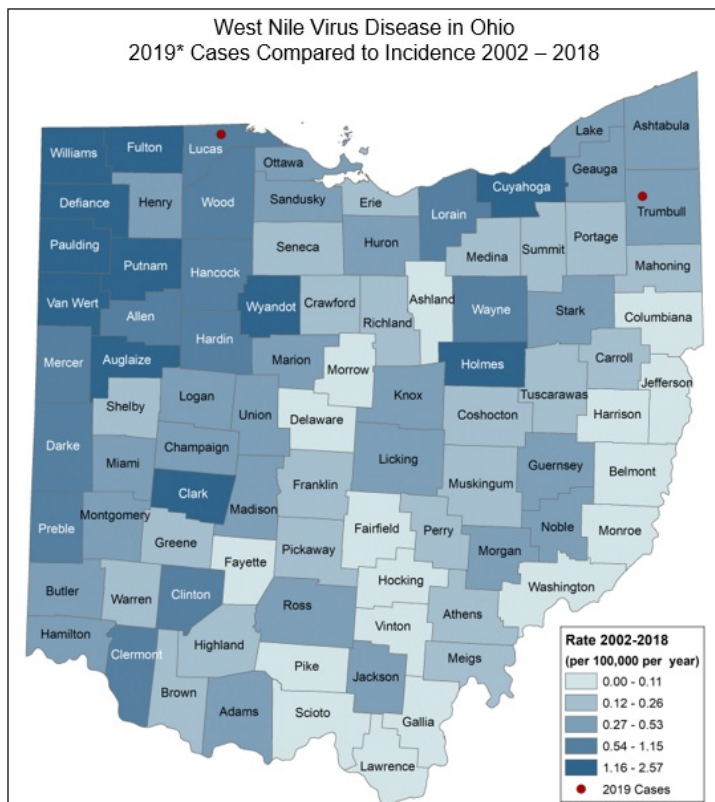 West Nile Virus Disease in Ohio
2019* Cases Compared to Incidence 2002 – 2018
Williams
Fulton
Lucas
Ottawa
Lake
Ashtabula
Geauga
Defiance
Henry
Wood
Sandusky
Erie
Lorain
Cuyahoga
Trumbull
Paulding
Putnam
Hancock
Seneca
Huron
Medina
Summit
Portage
Mahoning
Van Wert
Allen
Wyandot
Crawford
Richland
Ashland
Wayne
Stark
Columbiana
Mercer
Auglaize
Hardin
Marion
Morrow
Holmes
Tuscarawas
Carroll
Jefferson
Shelby
Logan
Union
Delaware
Knox
Coshocton
Harrison
Darke
Miami
Champaign
Licking
Guernsey
Belmont
Clark
Madison
Franklin
Muskingum
Preble
Montgomery
Greene
Fayette
Pickaway
Fairfield
Perry
Morgan
Noble
Monroe
Butler
Warren
Clinton
Ross
Hocking
Athens
Washington
Hamilton
Clermont
Brown
Highland
Pike
Vinton
Meigs
Adams
Scioto
Jackson
Gallia
Lawrence
Rate 2002-2018
(per 100,000 per year)
0.00 - 0.11
0.12 - 0.26
0.27 - 0.53
0.54 - 1.15
1.16 - 2.57
2019 Cases